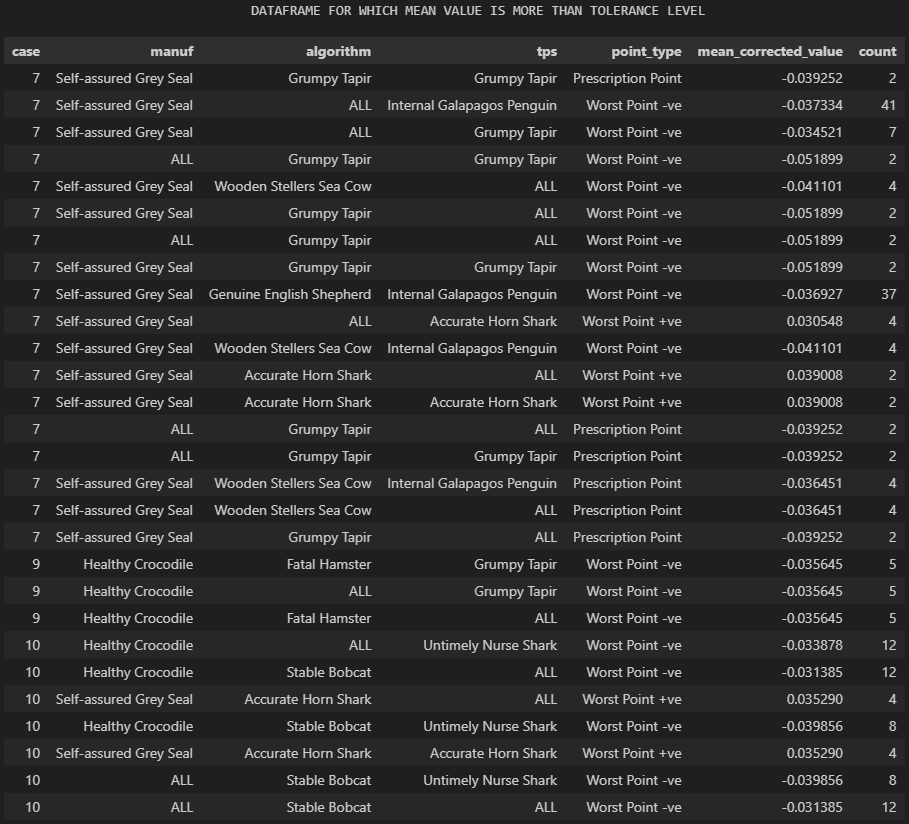 DATAFRAME FOR WHICH MEAN VALUE IS MORE THAN TOLERANCE LEVEL
case manuf algorithm tps point_type mean_corrected_value count
7 Self-assured Grey Seal Grumpy Tapir Grumpy Tapir Prescription Point -0.039252 2
7 Self-assured Grey Seal ALL Internal Galapagos Penguin Worst Point -ve -0.037334 41
7 Self-assured Grey Seal ALL Grumpy Tapir Worst Point -ve -0.034521 7
7 ALL Grumpy Tapir Grumpy Tapir Worst Point -ve -0.051899 2
7 Self-assured Grey Seal Wooden Stellers Sea Cow ALL Worst Point -ve -0.041101 4
7 Self-assured Grey Seal Grumpy Tapir ALL Worst Point -ve -0.051899 2
7 ALL Grumpy Tapir ALL Worst Point -ve -0.051899 2
7 Self-assured Grey Seal Grumpy Tapir Grumpy Tapir Worst Point -ve -0.051899 2
7 Self-assured Grey Seal Genuine English Shepherd Internal Galapagos Penguin Worst Point -ve -0.036927 37
7 Self-assured Grey Seal ALL Accurate Horn Shark Worst Point +ve 0.030548 4
7 Self-assured Grey Seal Wooden Stellers Sea Cow Internal Galapagos Penguin Worst Point -ve -0.041101 4
7 Self-assured Grey Seal Accurate Horn Shark ALL Worst Point +ve 0.039008 2
7 Self-assured Grey Seal Accurate Horn Shark Accurate Horn Shark Worst Point +ve 0.039008 2
7 ALL Grumpy Tapir ALL Prescription Point -0.039252 2
7 ALL Grumpy Tapir Grumpy Tapir Prescription Point -0.039252 2
7 Self-assured Grey Seal Wooden Stellers Sea Cow Internal Galapagos Penguin Prescription Point -0.036451 4
7 Self-assured Grey Seal Wooden Stellers Sea Cow ALL Prescription Point -0.036451 4
7 Self-assured Grey Seal Grumpy Tapir ALL Prescription Point -0.039252 2
9 Healthy Crocodile Fatal Hamster Grumpy Tapir Worst Point -ve -0.035645 5
9 Healthy Crocodile ALL Grumpy Tapir Worst Point -ve -0.035645 5
9 Healthy Crocodile Fatal Hamster ALL Worst Point -ve -0.035645 5
10 Healthy Crocodile ALL Untimely Nurse Shark Worst Point -ve -0.033878 12
10 Healthy Crocodile Stable Bobcat ALL Worst Point -ve -0.031385 12
10 Self-assured Grey Seal Accurate Horn Shark ALL Worst Point +ve 0.035290 4
10 Healthy Crocodile Stable Bobcat Untimely Nurse Shark Worst Point -ve -0.039856 8
10 Self-assured Grey Seal Accurate Horn Shark Accurate Horn Shark Worst Point +ve 0.035290 4
10 ALL Stable Bobcat Untimely Nurse Shark Worst Point -ve -0.039856 8
10 ALL Stable Bobcat ALL Worst Point -ve -0.031385 12